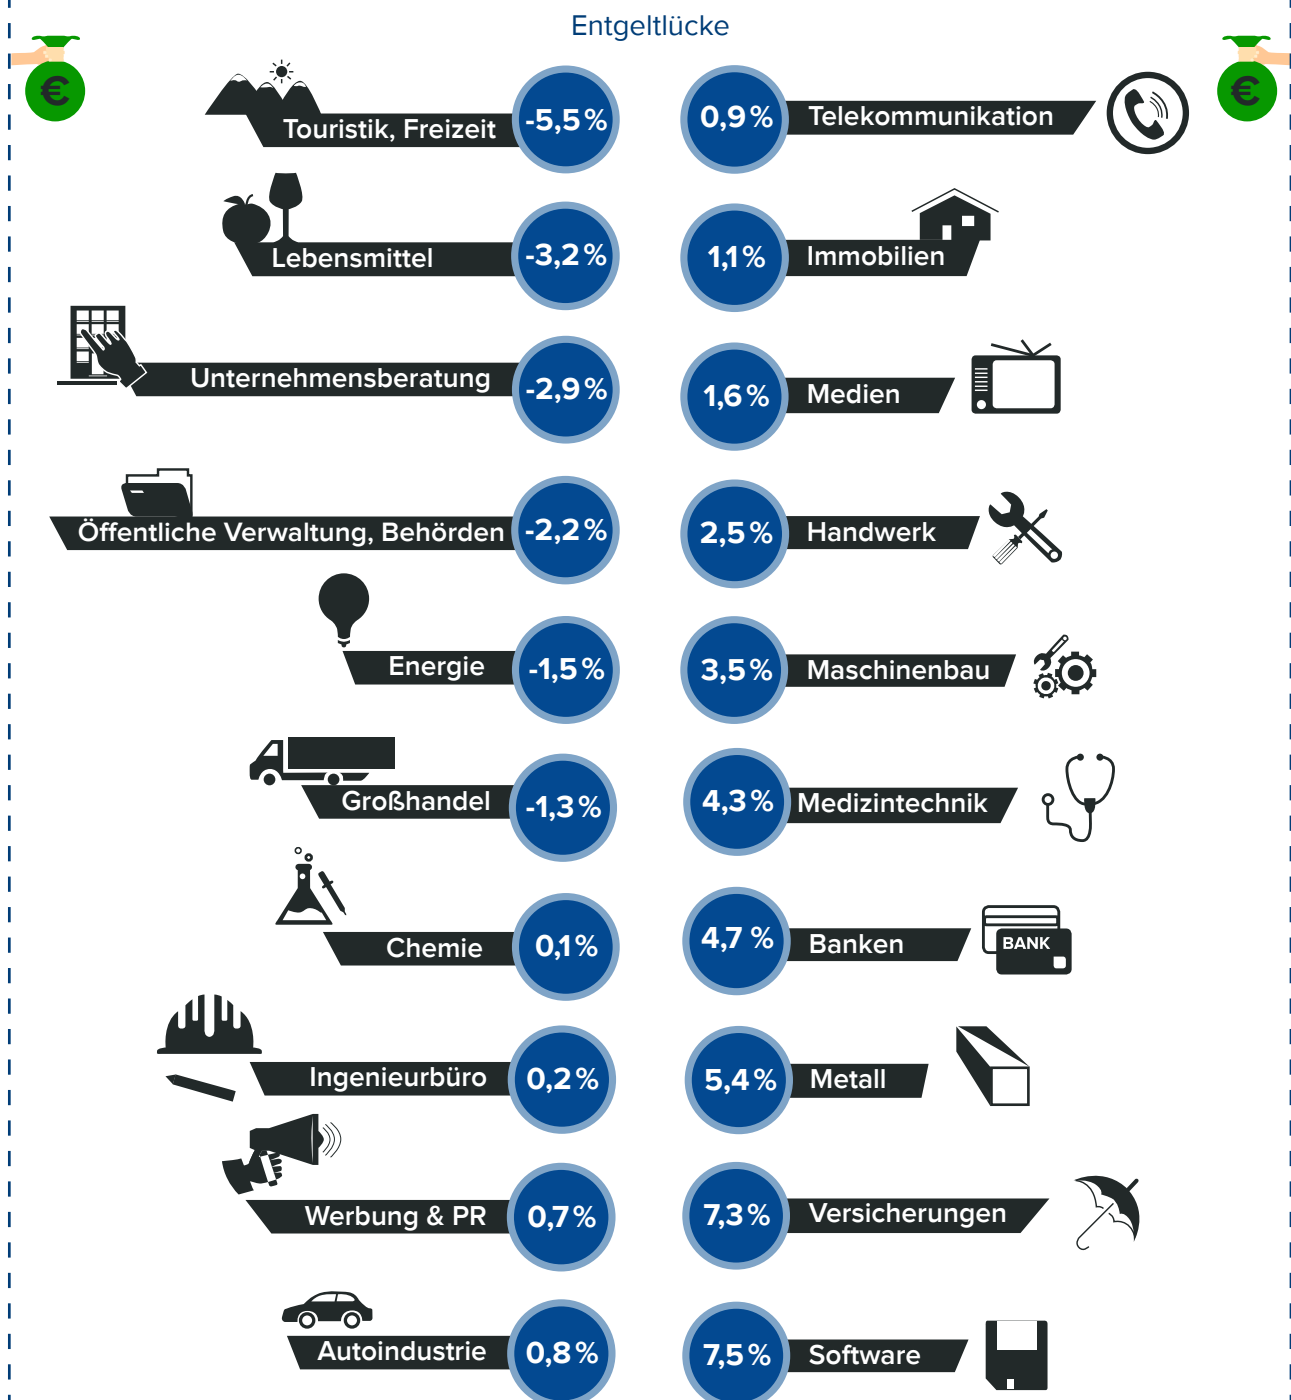 Entgeltlücke
€
€
Touristik, Freizeit -5,5 %
Lebensmittel -3,2 %
Unternehmensberatung -2,9 %
Öffentliche Verwaltung, Behörden -2,2 %
Energie -1,5 %
Großhandel -1,3 %
Chemie 0,1 %
Ingenieurbüro 0,2 %
Werbung & PR 0,7 %
Autoindustrie 0,8 %
0,9 % Telekommunikation
1,1 % Immobilien
1,6 % Medien
2,5 % Handwerk
3,5 % Maschinenbau
4,3 % Medizintechnik
4,7 % Banken
BANK
5,4 % Metall
7,3 % Versicherungen
7,5 % Software